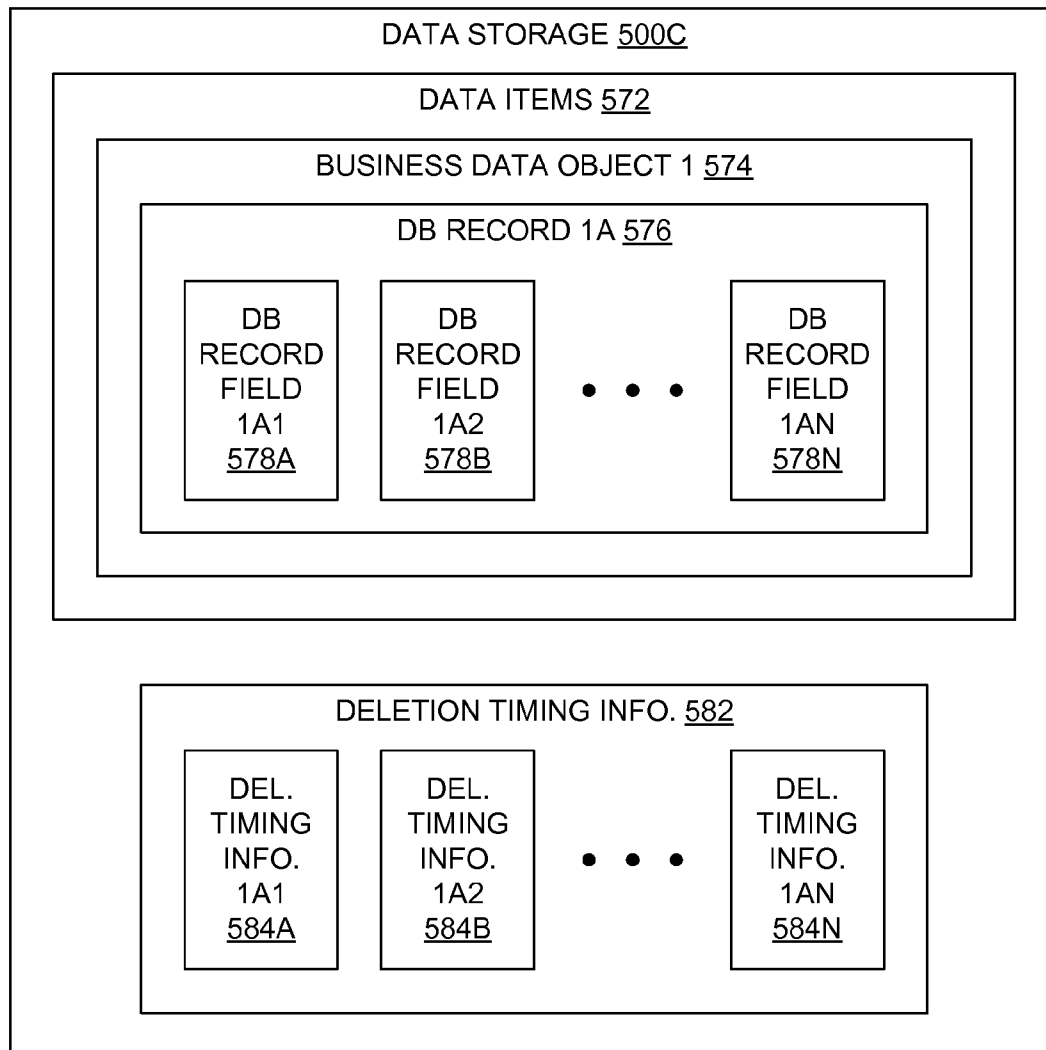 DATA STORAGE 500C
DATA ITEMS 572
BUSINESS DATA OBJECT 1 574
DB RECORD 1A 576
DB
RECORD
FIELD
1A1
578A
DB
RECORD
FIELD
1A2
578B
DB
RECORD
FIELD
1AN
578N
DELETION TIMING INFO. 582
DEL.
TIMING
INFO.
1A1
584A
DEL.
TIMING
INFO.
1A2
584B
DEL.
TIMING
INFO.
1AN
584N